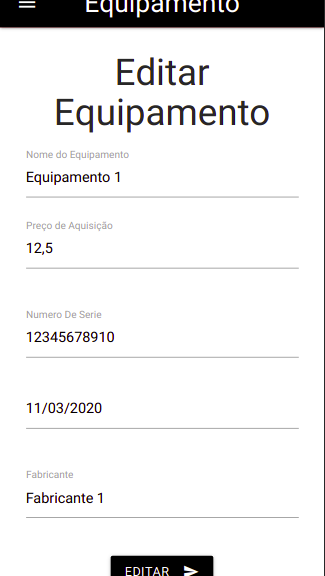 Equipamento
Editar
Equipamento
Nome do Equipamento
Equipamento 1
Preço de Aquisição
12,5
Numero De Serie
12345678910
11/03/2020
Fabricante
Fabricante 1
EDITAR